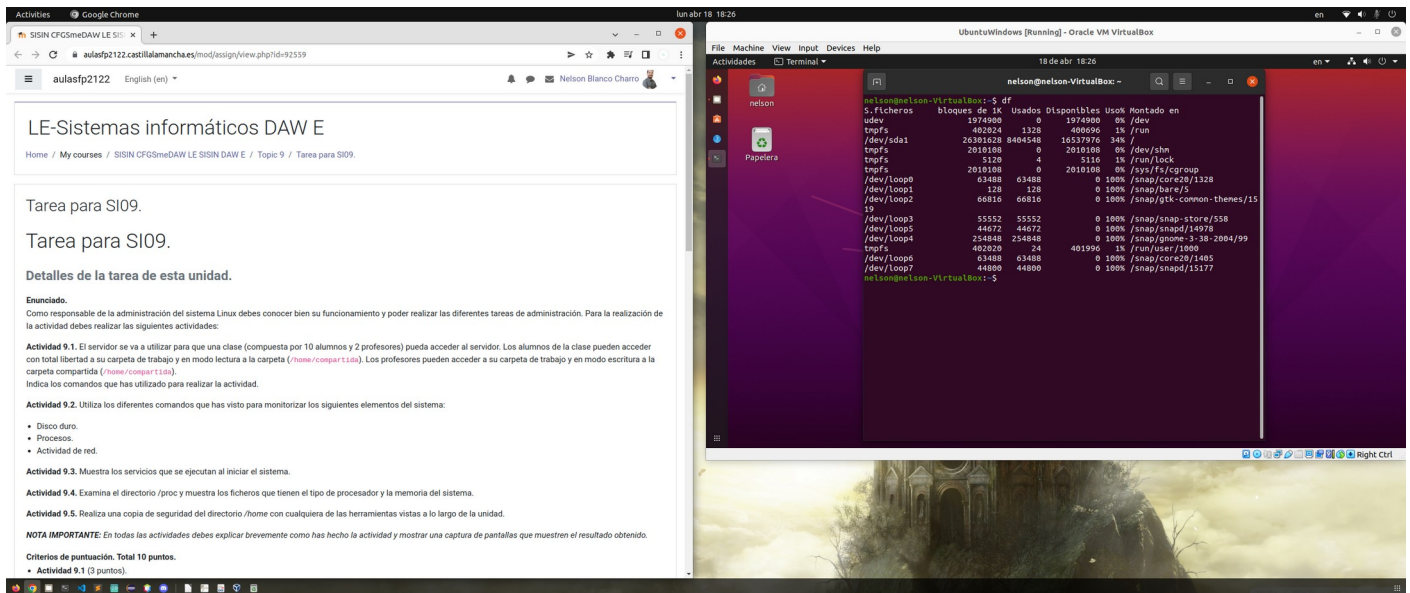 Activities Google Chrome lun abr 18 18:26 en
SISIN CFGSmeDAW LE SIS
aulasfp2122.castillalamancha.es/mod/assign/view.php?id=92559
aulasfp2122 English (en) Nelson Blanco Charro
LE-Sistemas informáticos DAW E
Home / My courses / SISIN CFGSmeDAW LE SISIN DAW E / Topic 9 / Tarea para SI09.
Tarea para SI09.
Tarea para SI09.
Detalles de la tarea de esta unidad.
Enunciado.
Como responsable de la administración del sistema Linux debes conocer bien su funcionamiento y poder realizar las diferentes tareas de administración. Para la realización de
la actividad debes realizar las siguientes actividades:
Actividad 9.1. El servidor se va a utilizar para que una clase (compuesta por 10 alumnos y 2 profesores) pueda acceder al servidor. Los alumnos de la clase pueden acceder
con total libertad a su carpeta de trabajo y en modo lectura a la carpeta (/home/compartida). Los profesores pueden acceder a su carpeta de trabajo y en modo escritura a la
carpeta compartida (/home/compartida).
Indica los comandos que has utilizado para realizar la actividad.
Actividad 9.2. Utiliza los diferentes comandos que has visto para monitorizar los siguientes elementos del sistema:
• Disco duro.
• Procesos.
• Actividad de red.
Actividad 9.3. Muestra los servicios que se ejecutan al iniciar el sistema.
Actividad 9.4. Examina el directorio /proc y muestra los ficheros que tienen el tipo de procesador y la memoria del sistema.
Actividad 9.5. Realiza una copia de seguridad del directorio /home con cualquiera de las herramientas vistas a lo largo de la unidad.
NOTA IMPORTANTE: En todas las actividades debes explicar brevemente como has hecho la actividad y mostrar una captura de pantallas que muestren el resultado obtenido.
Criterios de puntuación. Total 10 puntos.
• Actividad 9.1 (3 puntos).
UbuntuWindows [Running] - Oracle VM VirtualBox
File Machine View Input Devices Help
Actividades Terminal 18 de abr 18:26 en
nelson
Papelera
nelson@nelson-VirtualBox: ~
nelson@nelson-VirtualBox:~$ df
S.ficheros bloques de 1K Usados Disponibles Uso% Montado en
udev 1974900 0 1974900 0% /dev
tmpfs 402024 1328 400696 1% /run
/dev/sda1 26301628 8404548 16537976 34% /
tmpfs 2010108 0 2010108 0% /dev/shm
tmpfs 5120 4 5116 1% /run/lock
tmpfs 2010108 0 2010108 0% /sys/fs/cgroup
/dev/loop0 63488 63488 0 100% /snap/core20/1328
/dev/loop1 128 128 0 100% /snap/bare/5
/dev/loop2 66816 66816 0 100% /snap/gtk-common-themes/15
19
/dev/loop3 55552 55552 0 100% /snap/snap-store/558
/dev/loop5 44672 44672 0 100% /snap/snapd/14978
/dev/loop4 254848 254848 0 100% /snap/gnome-3-38-2004/99
tmpfs 402020 24 401996 1% /run/user/1000
/dev/loop6 63488 63488 0 100% /snap/core20/1405
/dev/loop7 44800 44800 0 100% /snap/snapd/15177
nelson@nelson-VirtualBox:~$
Right Ctrl